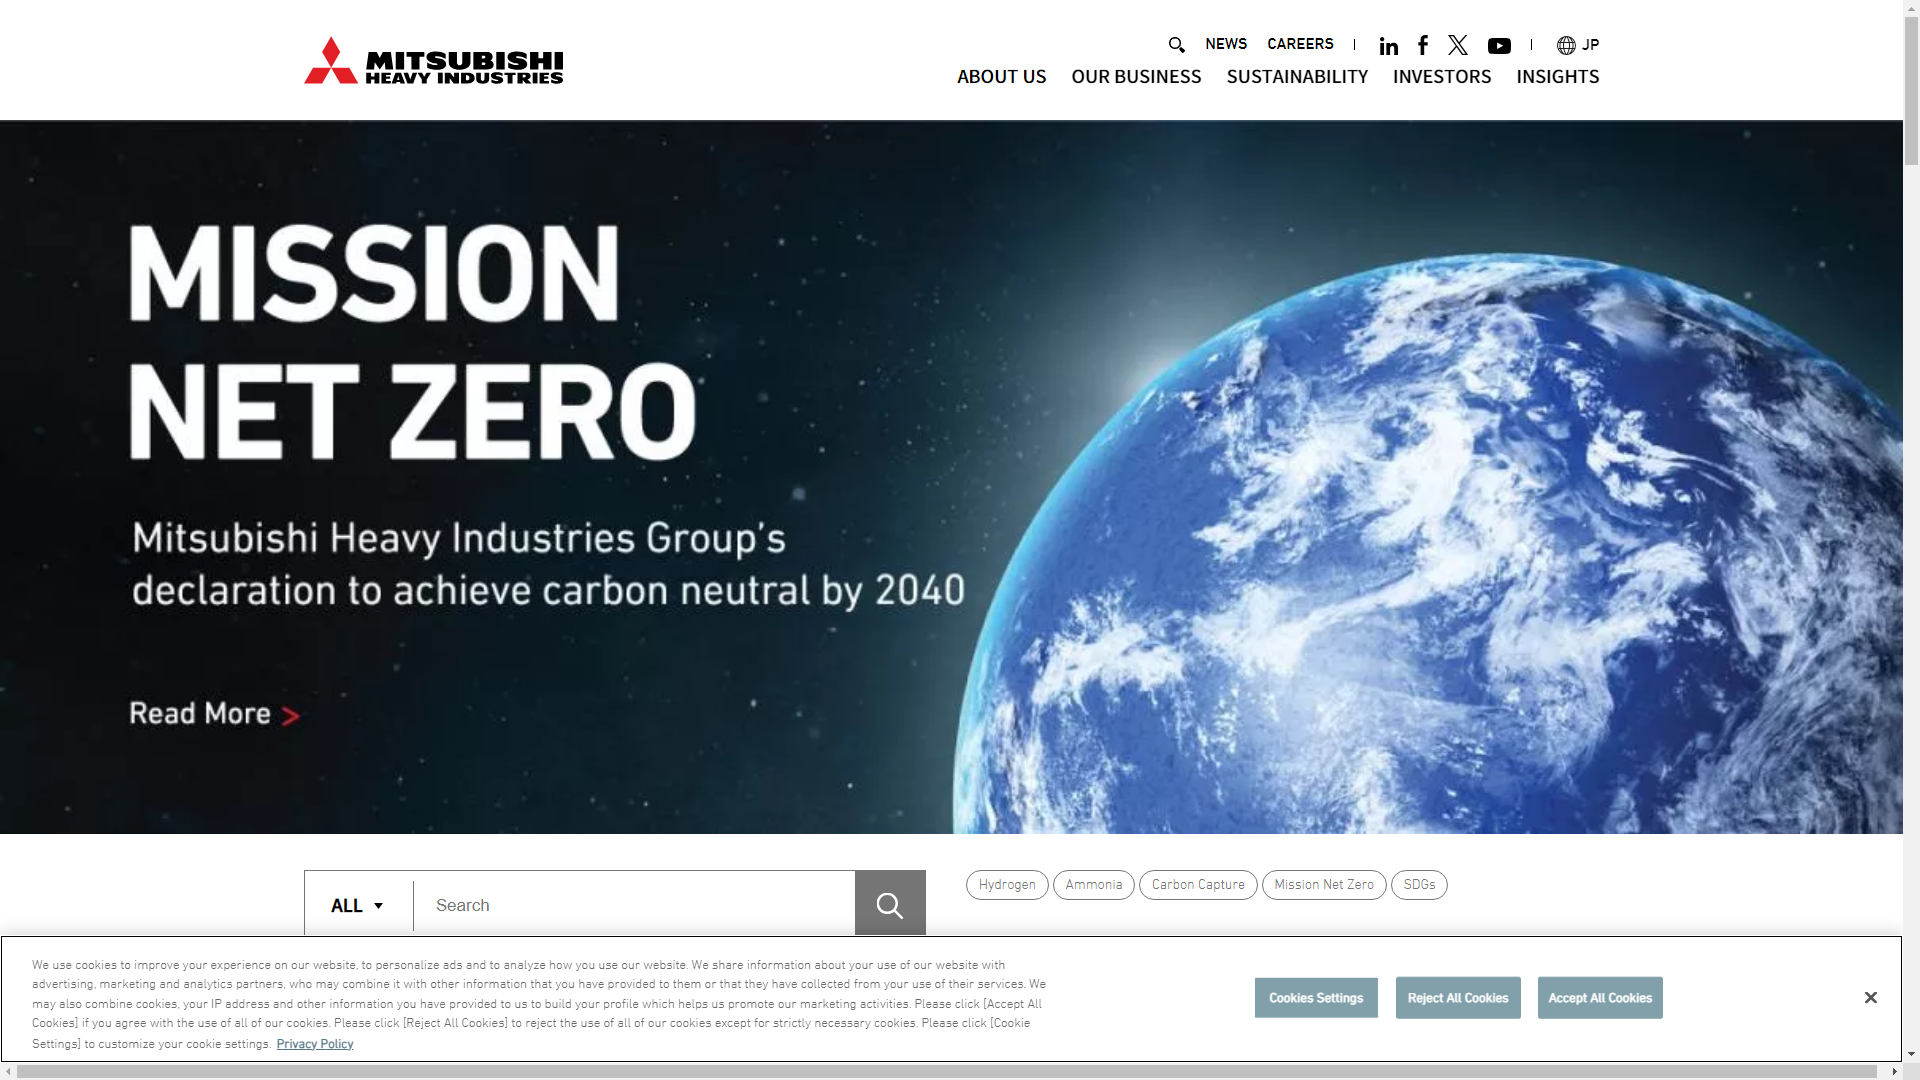 MITSUBISHI
HEAVY INDUSTRIES
NEWS CAREERS JP
ABOUT US OUR BUSINESS SUSTAINABILITY INVESTORS INSIGHTS
MISSION
NET ZERO
Mitsubishi Heavy Industries Group's
declaration to achieve carbon neutral by 2040
Read More >
ALL Search
Hydrogen Ammonia Carbon Capture Mission Net Zero SDGs
We use cookies to improve your experience on our website, to personalize ads and to analyze how you use our website. We share information about your use of our website with
advertising, marketing and analytics partners, who may combine it with other information that you have provided to them or that they have collected from your use of their services. We
may also combine cookies, your IP address and other information you have provided to us to build your profile which helps us promote our marketing activities. Please click [Accept All
Cookies] if you agree with the use of all of our cookies. Please click [Reject All Cookies] to reject the use of all of our cookies except for strictly necessary cookies. Please click [Cookie
Settings] to customize your cookie settings. Privacy Policy
Cookies Settings Reject All Cookies Accept All Cookies